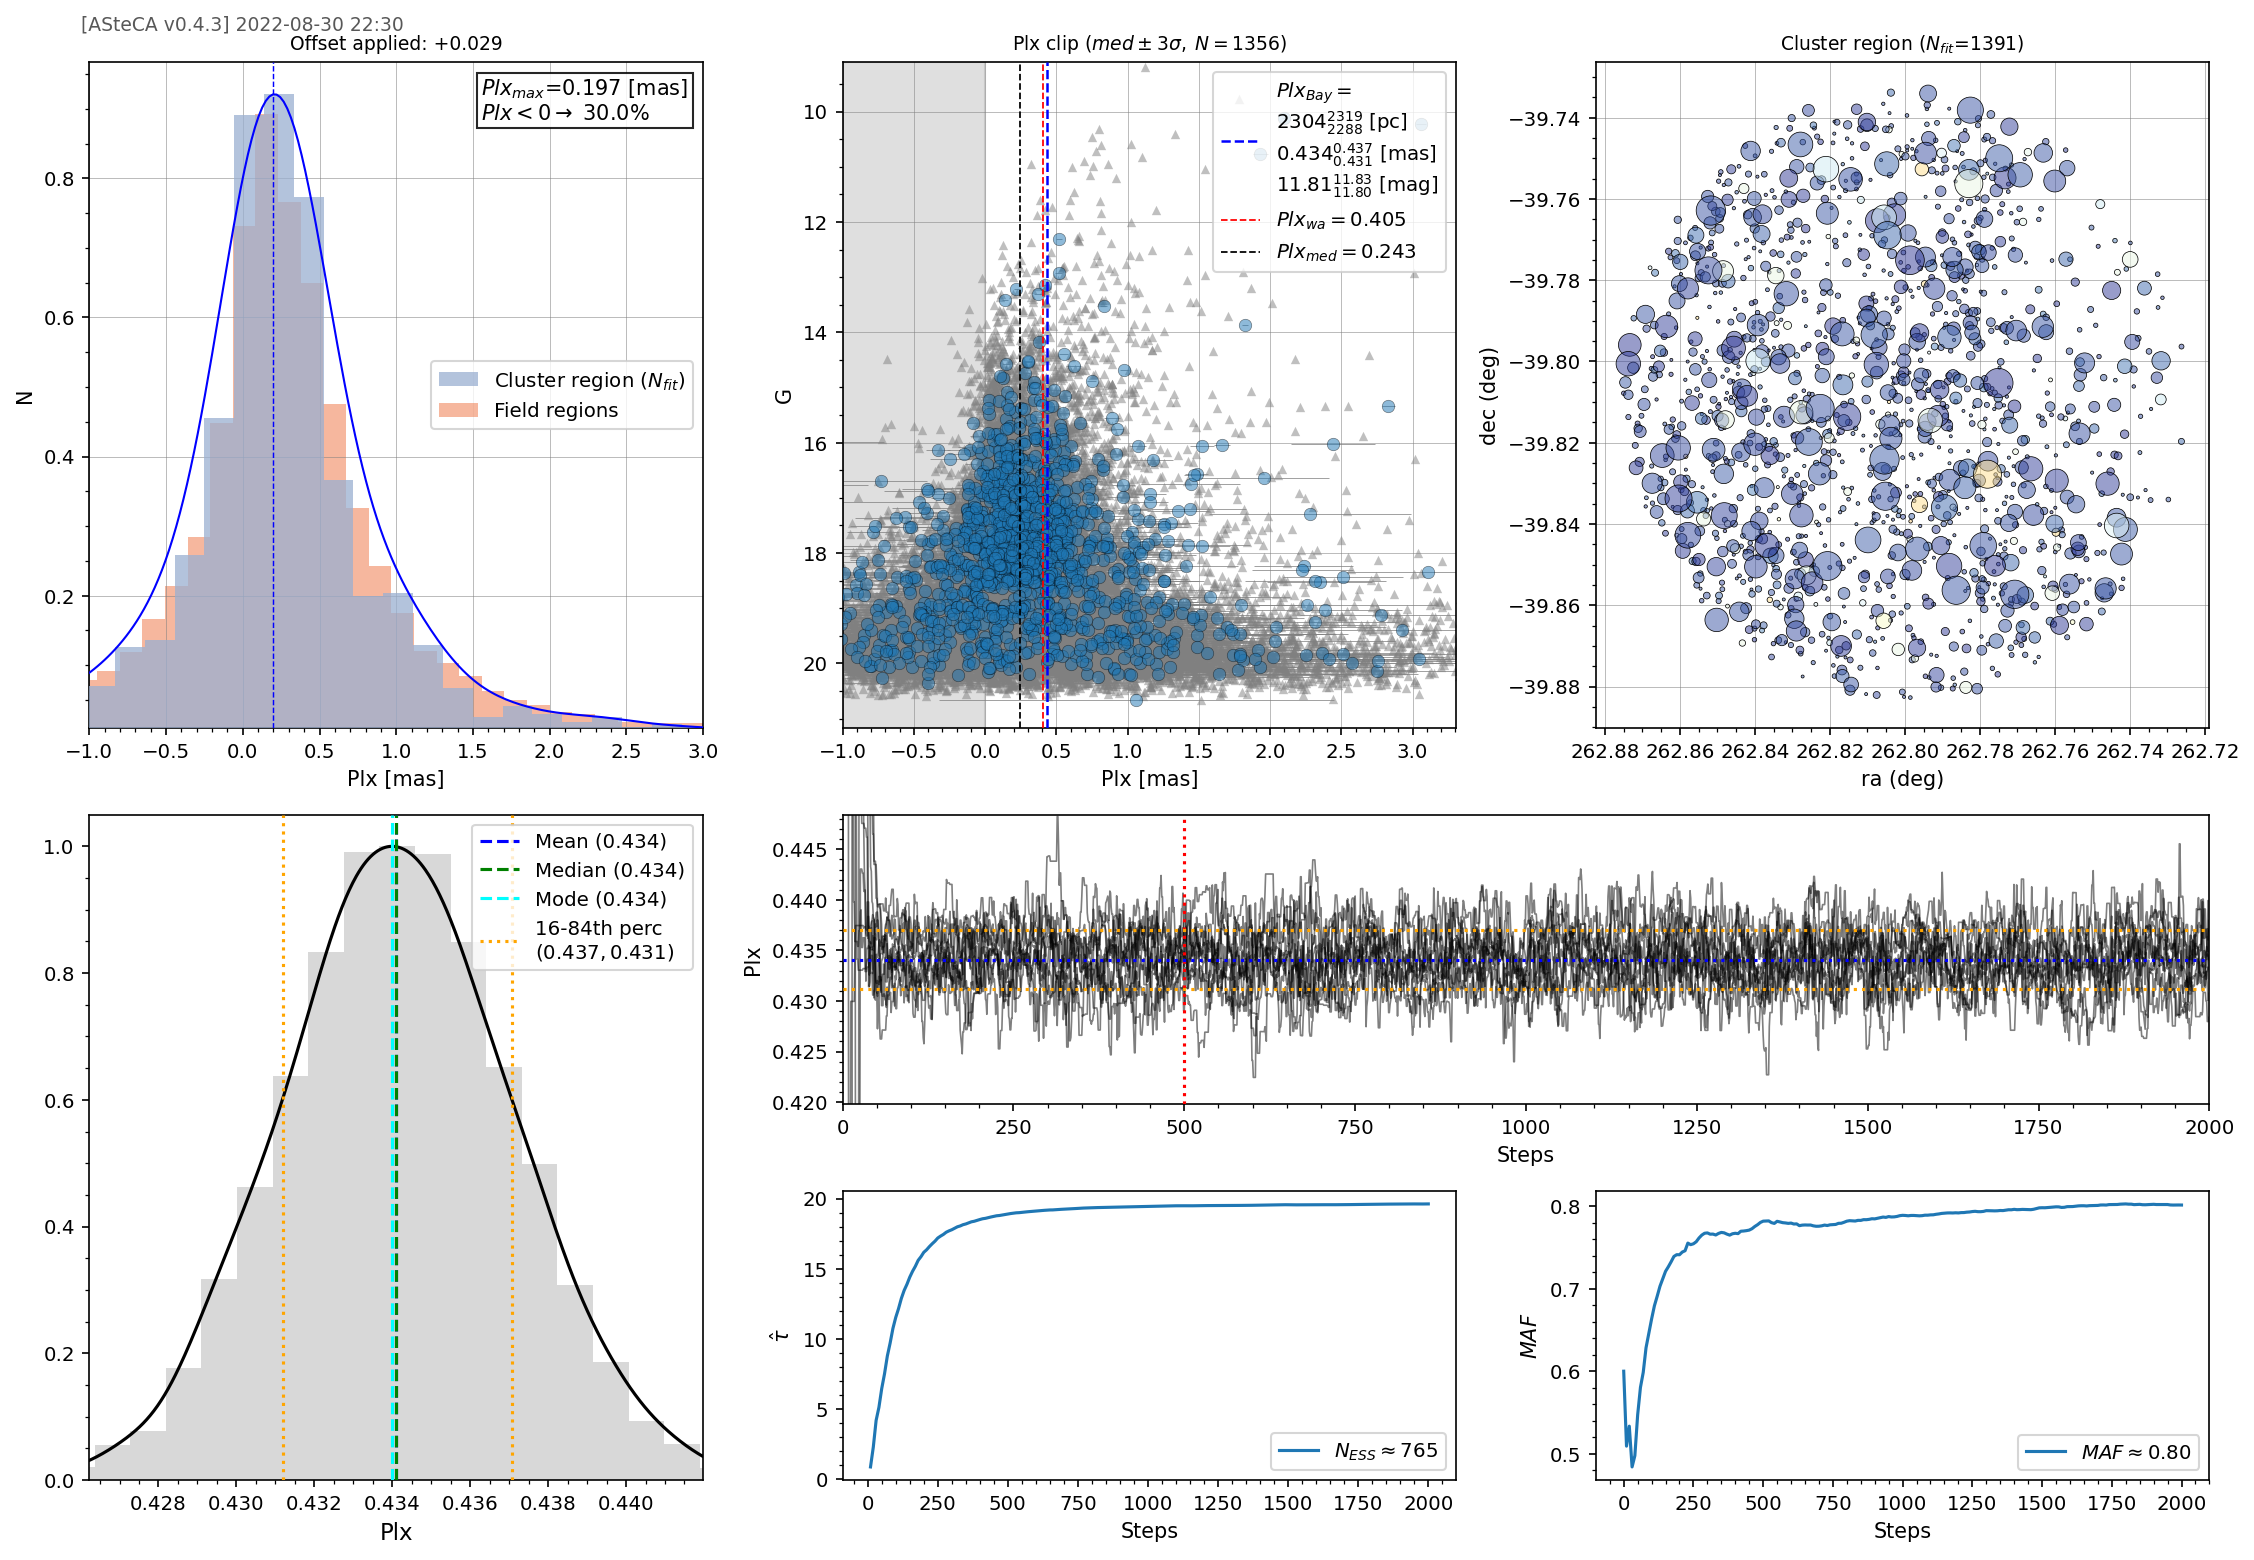 [ASteCA v0.4.3] 2022-08-30 22:30
Offset applied: +0.029
Plx_max=0.197 [mas]
Plx < 0 → 30.0%
Cluster region (N_fit)
Field regions
N
0.8
0.6
0.4
0.2
−1.0 −0.5 0.0 0.5 1.0 1.5 2.0 2.5 3.0
Plx [mas]
Plx clip (med ± 3σ, N = 1356)
Plx_Bay =
2304 2319 2288 [pc]
0.434 0.437 0.431 [mas]
11.81 11.83 11.80 [mag]
Plx_wa = 0.405
Plx_med = 0.243
G
10
12
14
16
18
20
−1.0 −0.5 0.0 0.5 1.0 1.5 2.0 2.5 3.0
Plx [mas]
Cluster region (N_fit=1391)
dec (deg)
−39.74
−39.76
−39.78
−39.80
−39.82
−39.84
−39.86
−39.88
262.88 262.86 262.84 262.82 262.80 262.78 262.76 262.74 262.72
ra (deg)
Mean (0.434)
Median (0.434)
Mode (0.434)
16-84th perc
(0.437, 0.431)
1.0
0.8
0.6
0.4
0.2
0.0
0.428 0.430 0.432 0.434 0.436 0.438 0.440
Plx
Plx
0.445
0.440
0.435
0.430
0.425
0.420
0 250 500 750 1000 1250 1500 1750 2000
Steps
τ̂
20
15
10
5
0
N_ESS ≈ 765
0 250 500 750 1000 1250 1500 1750 2000
Steps
MAF
0.8
0.7
0.6
0.5
MAF ≈ 0.80
0 250 500 750 1000 1250 1500 1750 2000
Steps